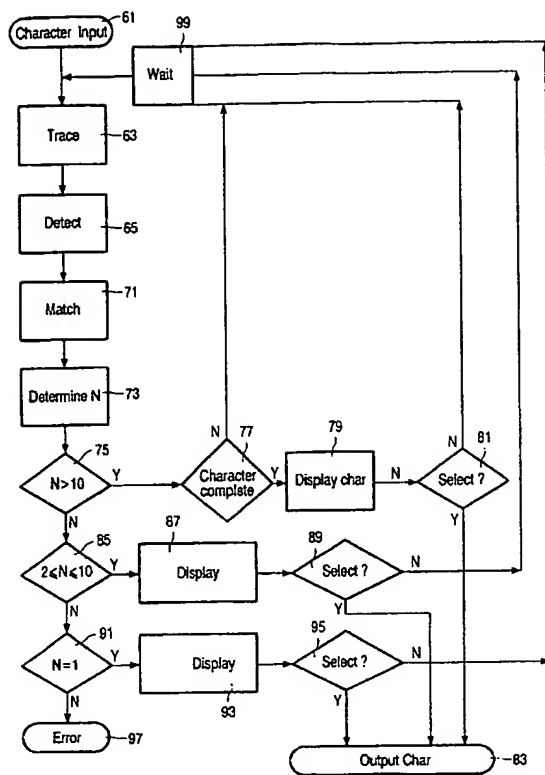 61
Character Input
99
Wait
Trace
63
Detect
65
Match
71
Determine N
73
75
N>10
Y
N
N
77
Character
complete
Y
79
Display char
N
N
81
Select ?
Y
85
2≤N≤10
Y
N
87
Display
89
Select ?
N
Y
91
N=1
Y
N
Display
93
95
Select ?
N
Y
Error
97
Output Char
83